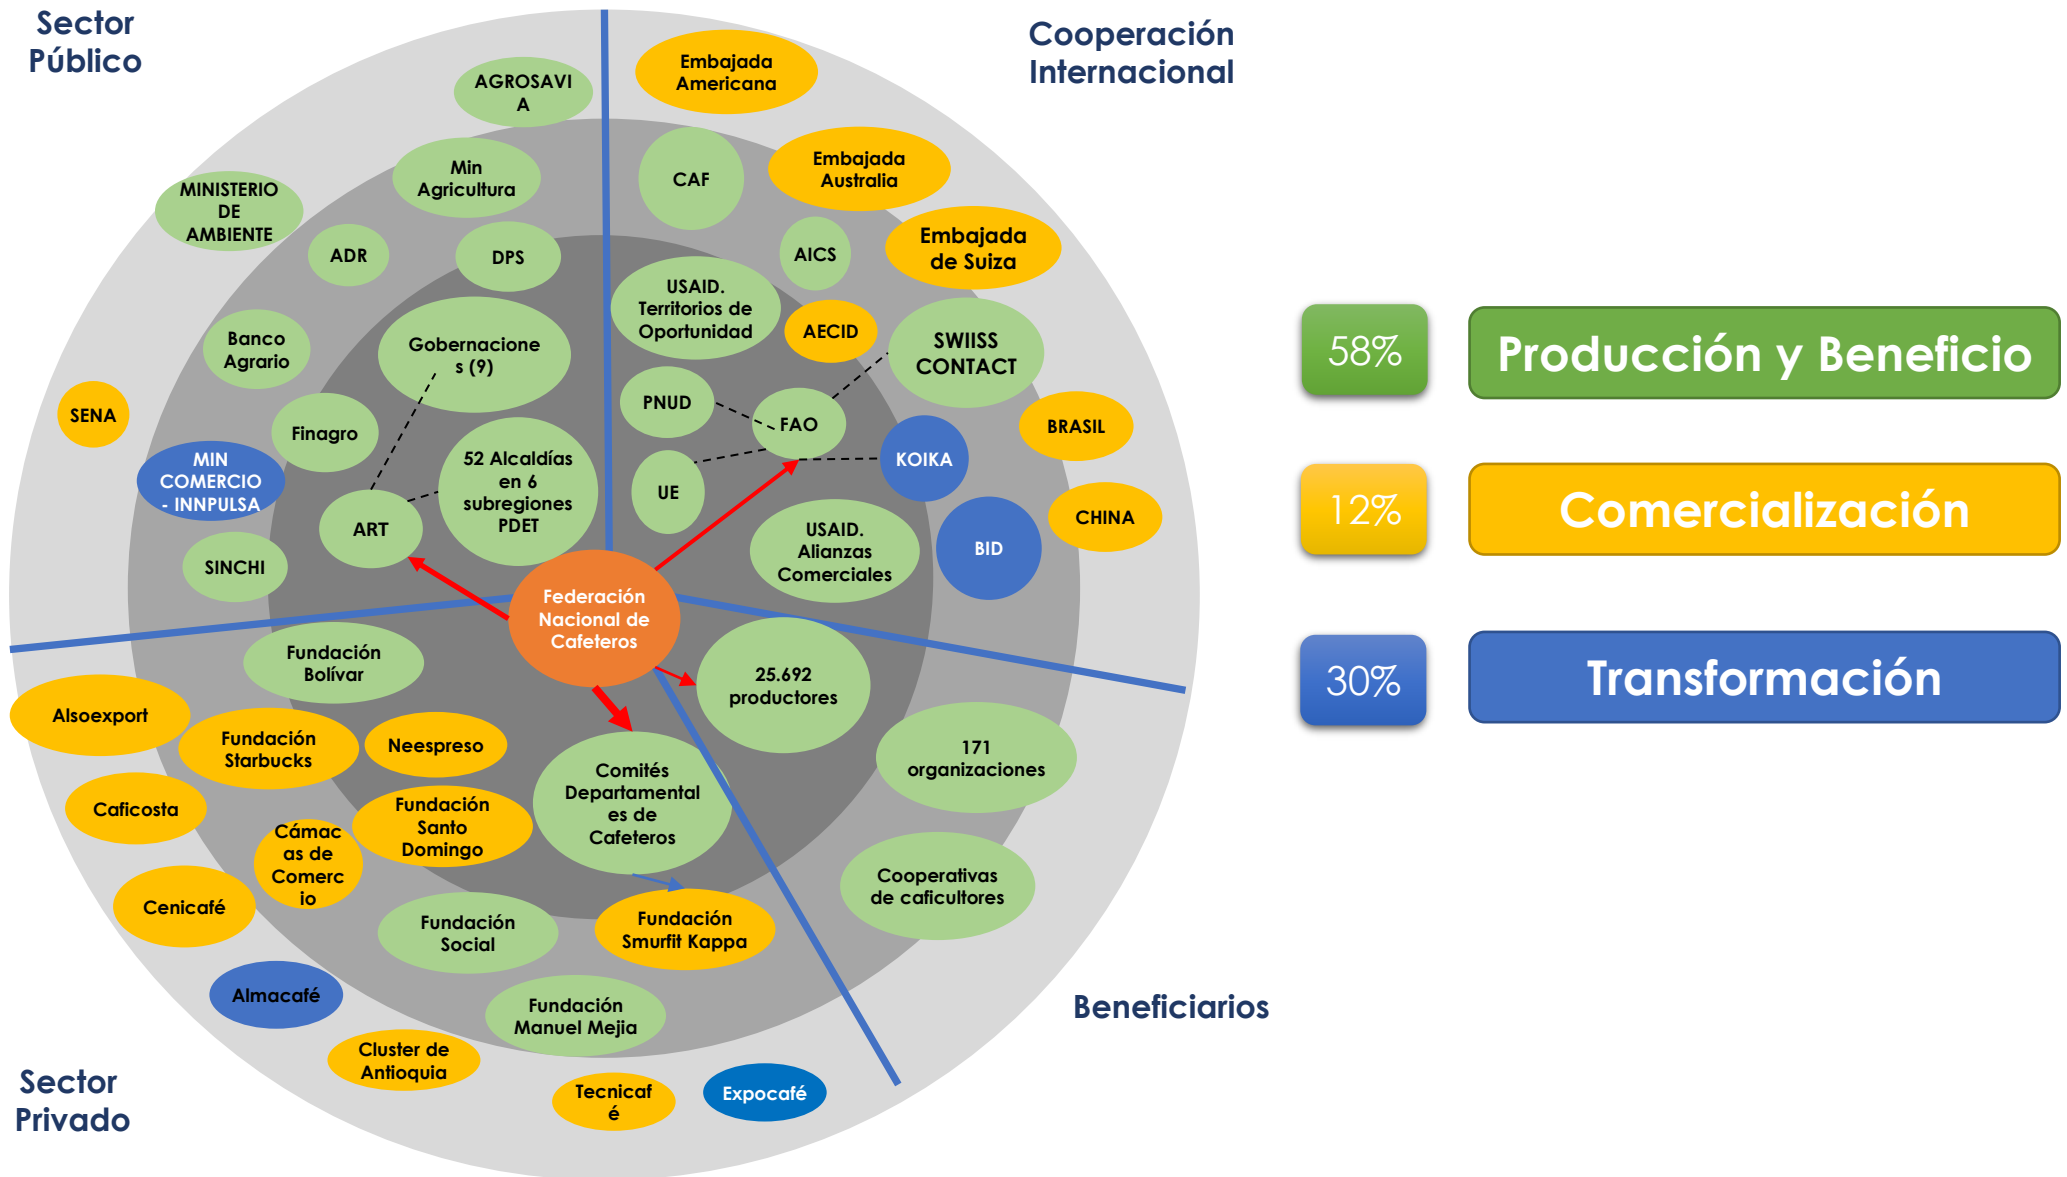 Sector
Público
Cooperación
Internacional
AGROSAVI
A
Min
Agricultura
MINISTERIO
DE
AMBIENTE
ADR
DPS
Banco
Agrario
Gobernacione
s (9)
SENA
Finagro
MIN
COMERCIO
- INNPULSA
52 Alcaldías
en 6
subregiones
PDET
ART
SINCHI
Embajada
Americana
CAF
Embajada
Australia
AICS
Embajada
de Suiza
USAID.
Territorios de
Oportunidad
AECID
SWIISS
CONTACT
PNUD
FAO
BRASIL
KOIKA
UE
CHINA
USAID.
Alianzas
Comerciales
BID
Federación
Nacional de
Cafeteros
25.692
productores
171
organizaciones
Cooperativas
de caficultores
Beneficiarios
Fundación
Bolívar
Alsoexport
Fundación
Starbucks
Neespreso
Comités
Departamental
es de
Cafeteros
Caficosta
Cámac
as de
Comerc
io
Fundación
Santo
Domingo
Cenicafé
Fundación
Social
Fundación
Smurfit Kappa
Almacafé
Fundación
Manuel Mejia
Cluster de
Antioquia
Tecnicaf
é
Expocafé
Sector
Privado
58%
Producción y Beneficio
12%
Comercialización
30%
Transformación